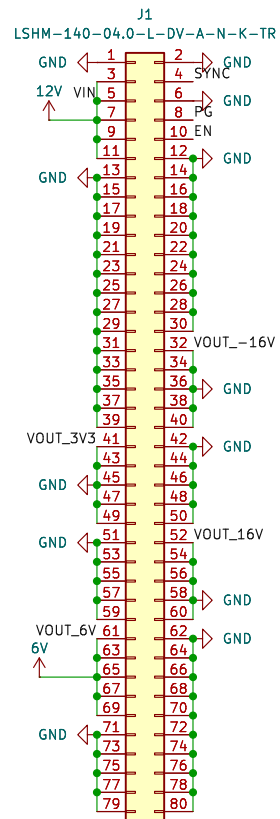 J1
LSHM-140-04.0-L-DV-A-N-K-TR
GND 1 2 GND
3 4 SYNC
VIN 5 6 GND
12V 7 8 PG
9 10 EN
11 12 GND
GND 13 14
15 16
17 18
19 20
21 22
23 24
25 26
27 28
29 30
31 32 VOUT_-16V
33 34
35 36 GND
37 38
39 40
VOUT_3V3 41 42 GND
43 44
GND 45 46
47 48
49 50
GND 51 52 VOUT_16V
53 54
55 56
57 58 GND
59 60
VOUT_6V 61 62 GND
6V 63 64
65 66
67 68
69 70
GND 71 72
73 74
75 76
77 78
79 80